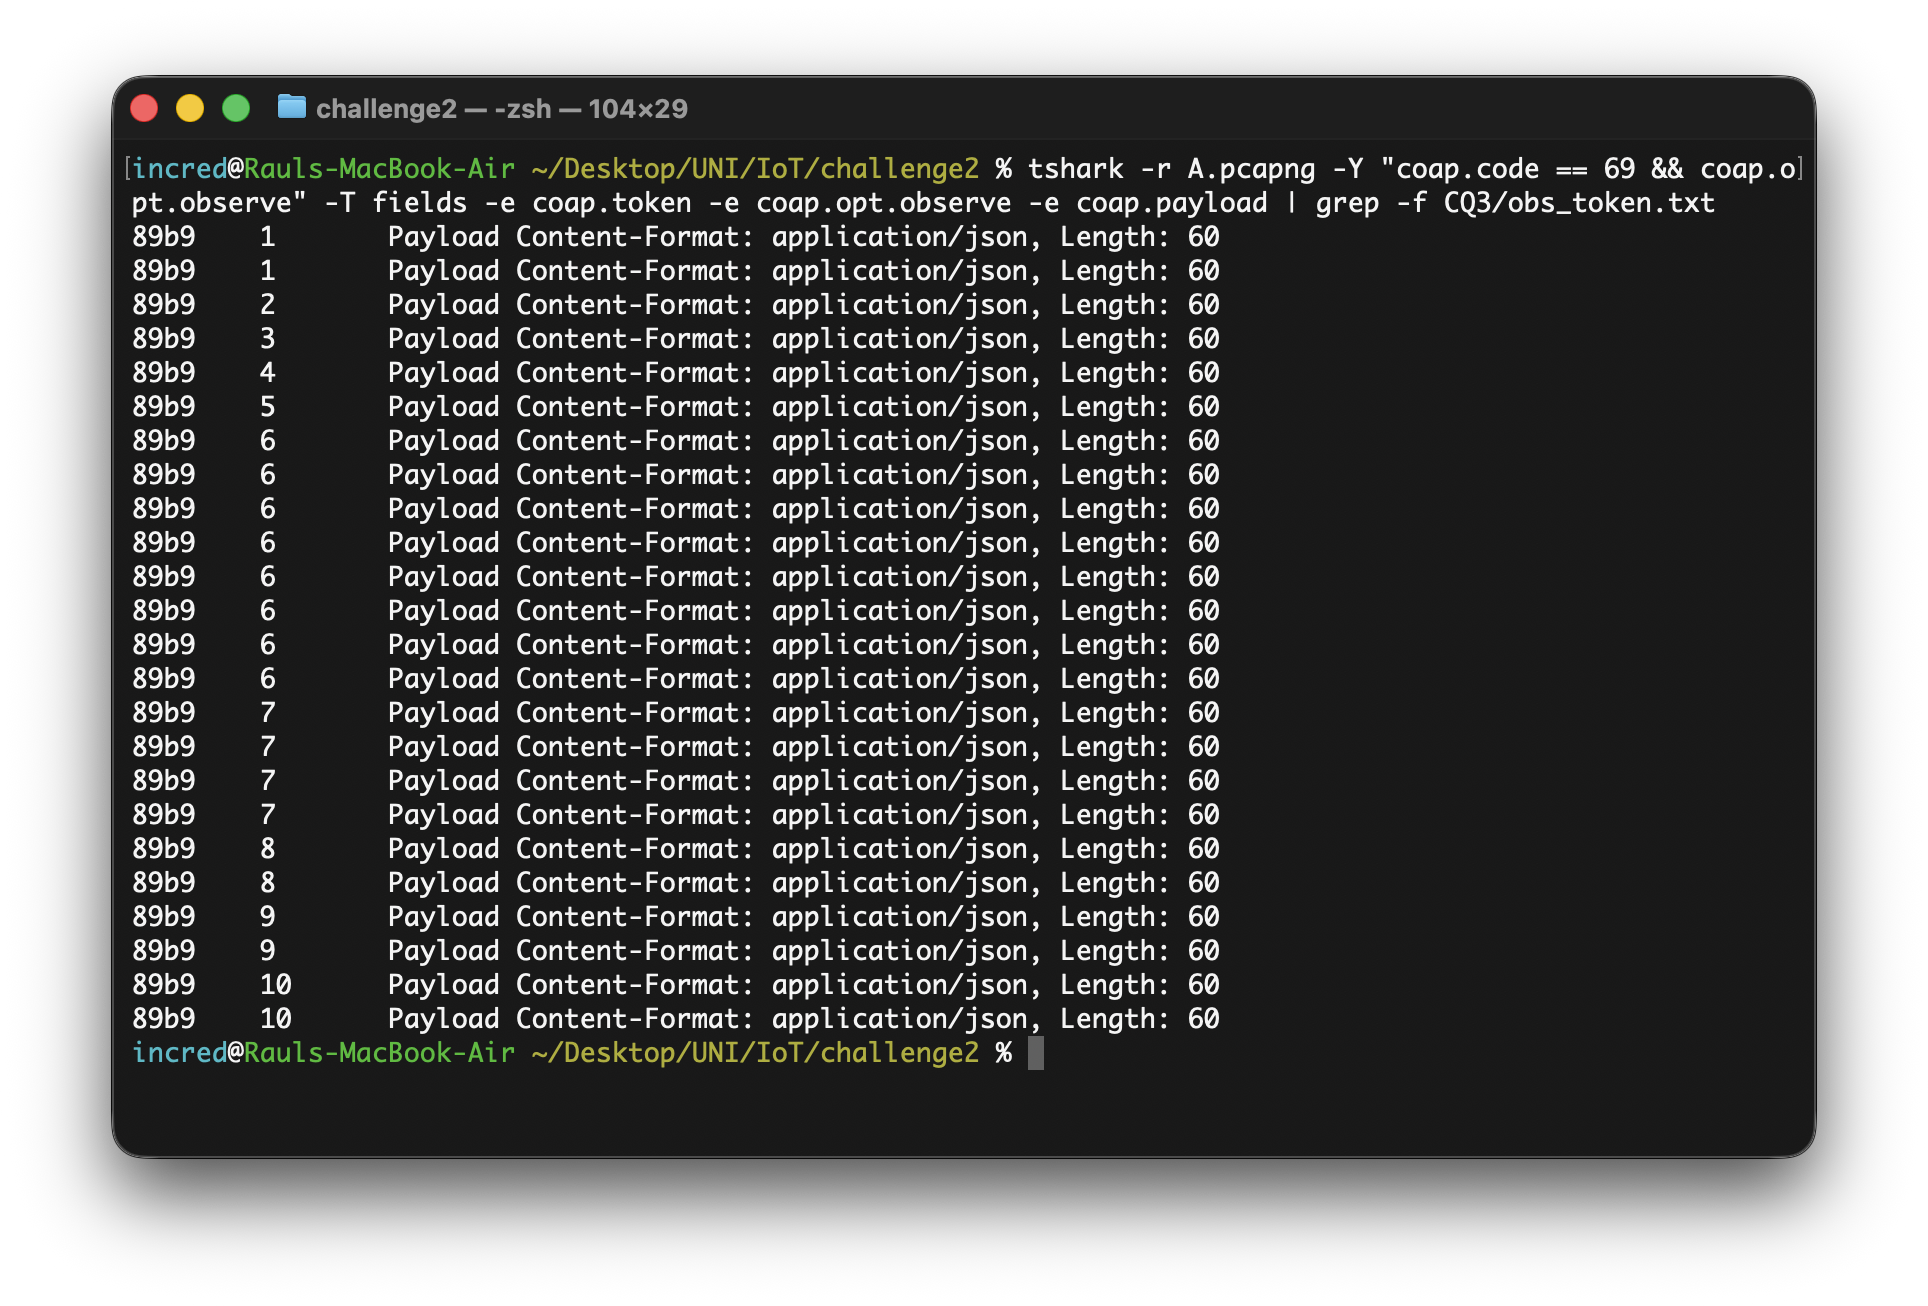 challenge2 — -zsh — 104×29
[incred@Rauls-MacBook-Air ~/Desktop/UNI/IoT/challenge2 % tshark -r A.pcapng -Y "coap.code == 69 && coap.o]
pt.observe" -T fields -e coap.token -e coap.opt.observe -e coap.payload | grep -f CQ3/obs_token.txt
89b9    1       Payload Content-Format: application/json, Length: 60
89b9    1       Payload Content-Format: application/json, Length: 60
89b9    2       Payload Content-Format: application/json, Length: 60
89b9    3       Payload Content-Format: application/json, Length: 60
89b9    4       Payload Content-Format: application/json, Length: 60
89b9    5       Payload Content-Format: application/json, Length: 60
89b9    6       Payload Content-Format: application/json, Length: 60
89b9    6       Payload Content-Format: application/json, Length: 60
89b9    6       Payload Content-Format: application/json, Length: 60
89b9    6       Payload Content-Format: application/json, Length: 60
89b9    6       Payload Content-Format: application/json, Length: 60
89b9    6       Payload Content-Format: application/json, Length: 60
89b9    6       Payload Content-Format: application/json, Length: 60
89b9    6       Payload Content-Format: application/json, Length: 60
89b9    7       Payload Content-Format: application/json, Length: 60
89b9    7       Payload Content-Format: application/json, Length: 60
89b9    7       Payload Content-Format: application/json, Length: 60
89b9    7       Payload Content-Format: application/json, Length: 60
89b9    8       Payload Content-Format: application/json, Length: 60
89b9    8       Payload Content-Format: application/json, Length: 60
89b9    9       Payload Content-Format: application/json, Length: 60
89b9    9       Payload Content-Format: application/json, Length: 60
89b9    10      Payload Content-Format: application/json, Length: 60
89b9    10      Payload Content-Format: application/json, Length: 60
incred@Rauls-MacBook-Air ~/Desktop/UNI/IoT/challenge2 %